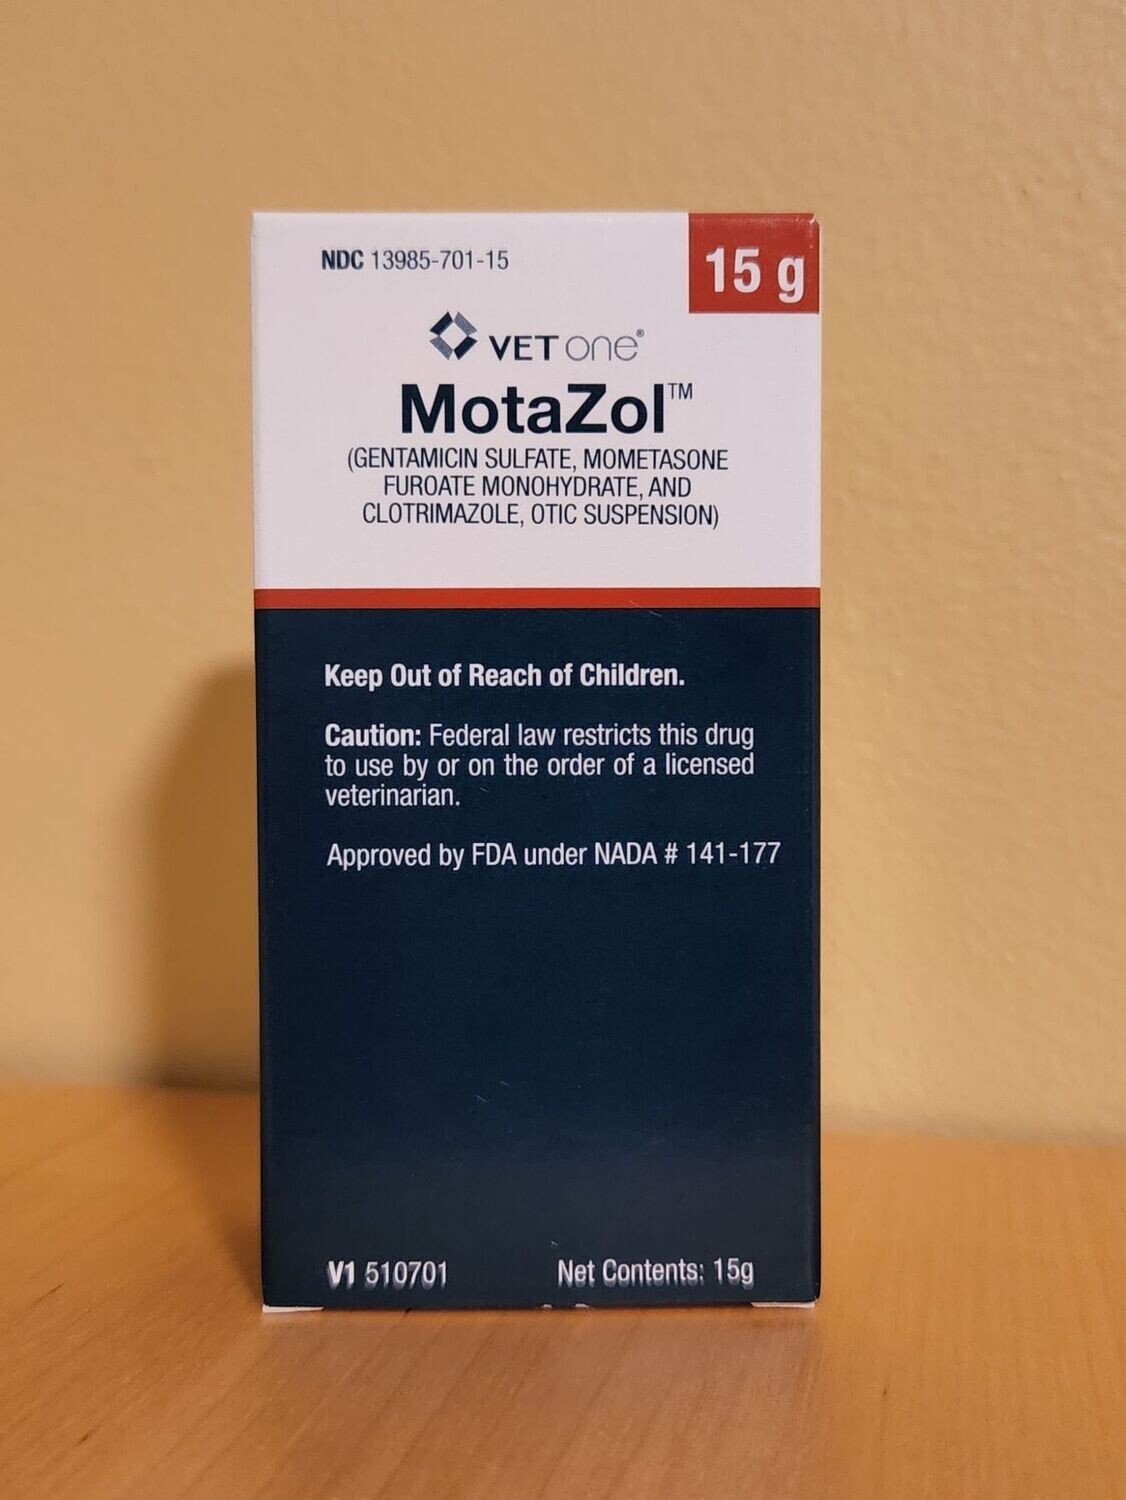 NDC 13985-701-15
15 g
VET one®
MotaZol™
(GENTAMICIN SULFATE, MOMETASONE
FUROATE MONOHYDRATE, AND
CLOTRIMAZOLE, OTIC SUSPENSION)
Keep Out of Reach of Children.
Caution: Federal law restricts this drug
to use by or on the order of a licensed
veterinarian.
Approved by FDA under NADA # 141-177
V1 510701
Net Contents: 15g